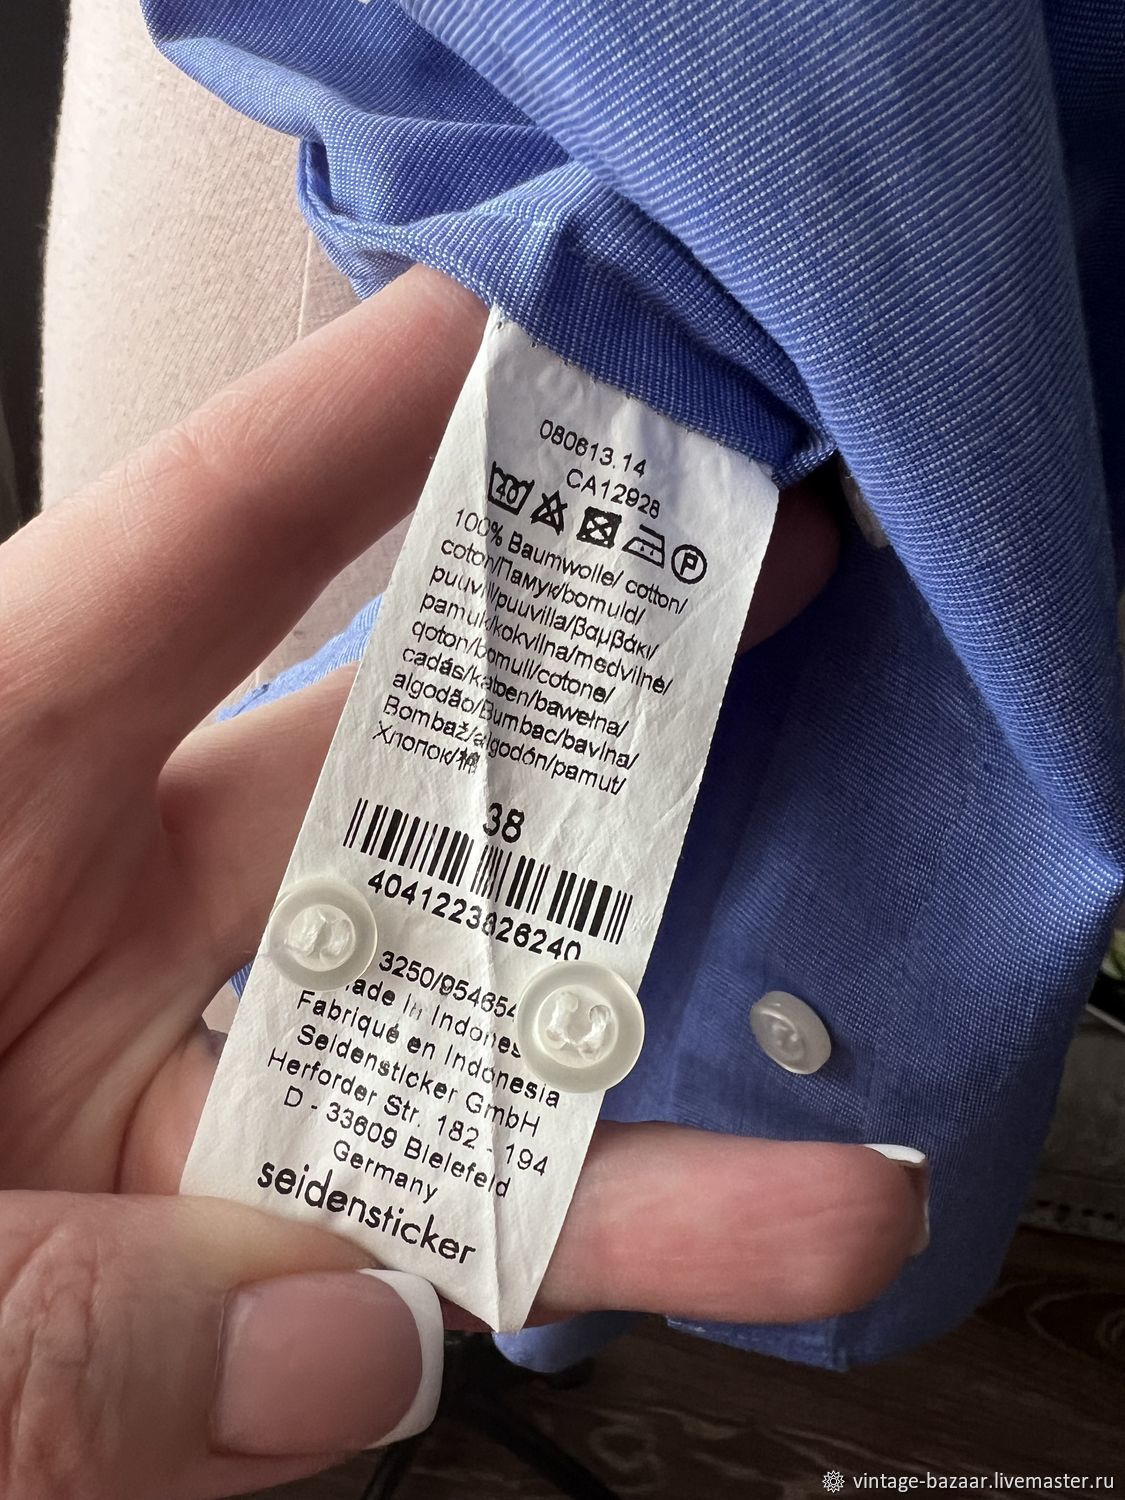 080613.14
CA12928
40 P
100% Baumwolle/ cotton/
coton/Памук/bomuld/
puuvill/puuvilla/βαμβάκι/
pamuk/kokvilna/medvilnė/
qoton/bomull/cotone/
cadás/katoen/bawełna/
algodão/Bumbac/bavlna/
Bombaž/algodón/pamut/
Хлопок/棉
38
4041223826240
3250/954654
in
Fabriqué en Indonesia
Seidensticker GmbH
Herforder Str. 182 - 194
D - 33609 Bielefeld
Germany
seidensticker
vintage-bazaar.livemaster.ru